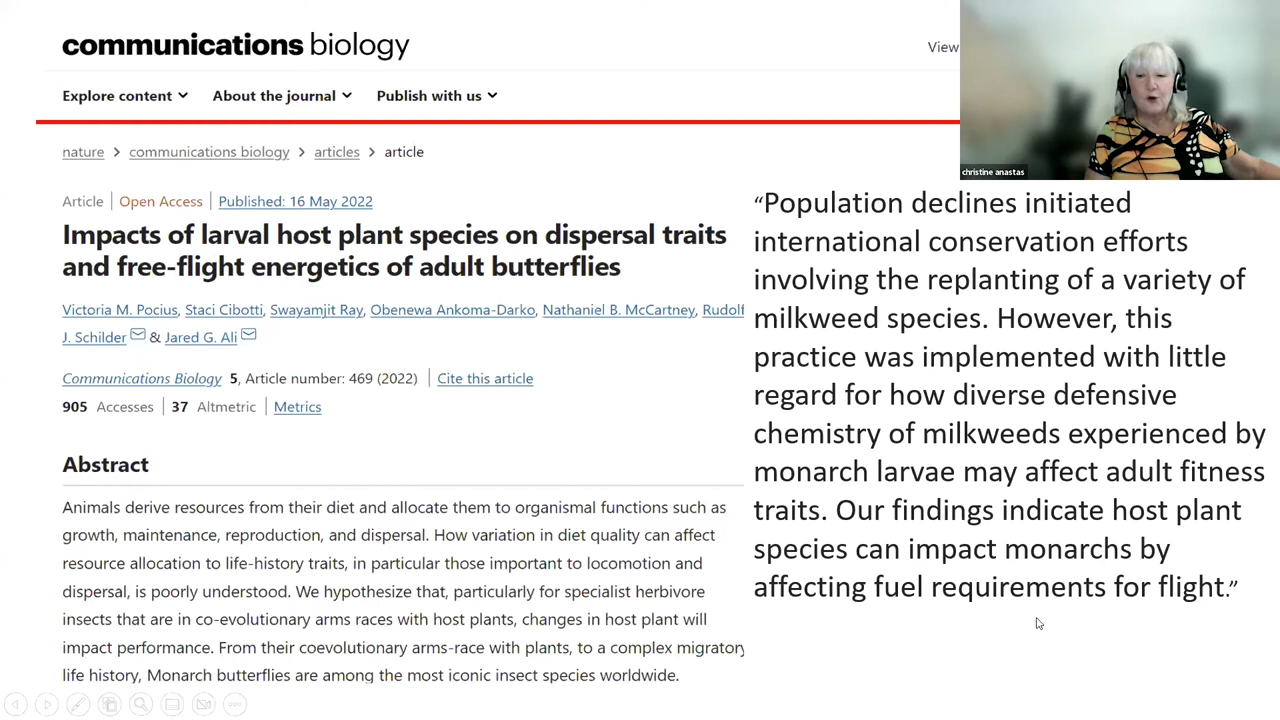 communications biology
View
Explore content
About the journal
Publish with us
christine anastas
nature > communications biology > articles > article
Article | Open Access | Published: 16 May 2022
Impacts of larval host plant species on dispersal traits
and free-flight energetics of adult butterflies
Victoria M. Pocius, Staci Cibotti, Swayamjit Ray, Obenewa Ankoma-Darko, Nathaniel B. McCartney, Rudolf
J. Schilder & Jared G. Ali
Communications Biology 5, Article number: 469 (2022) | Cite this article
905 Accesses | 37 Altmetric | Metrics
Abstract
Animals derive resources from their diet and allocate them to organismal functions such as
growth, maintenance, reproduction, and dispersal. How variation in diet quality can affect
resource allocation to life-history traits, in particular those important to locomotion and
dispersal, is poorly understood. We hypothesize that, particularly for specialist herbivore
insects that are in co-evolutionary arms races with host plants, changes in host plant will
impact performance. From their coevolutionary arms-race with plants, to a complex migratory
life history, Monarch butterflies are among the most iconic insect species worldwide.
“Population declines initiated
international conservation efforts
involving the replanting of a variety of
milkweed species. However, this
practice was implemented with little
regard for how diverse defensive
chemistry of milkweeds experienced by
monarch larvae may affect adult fitness
traits. Our findings indicate host plant
species can impact monarchs by
affecting fuel requirements for flight.”